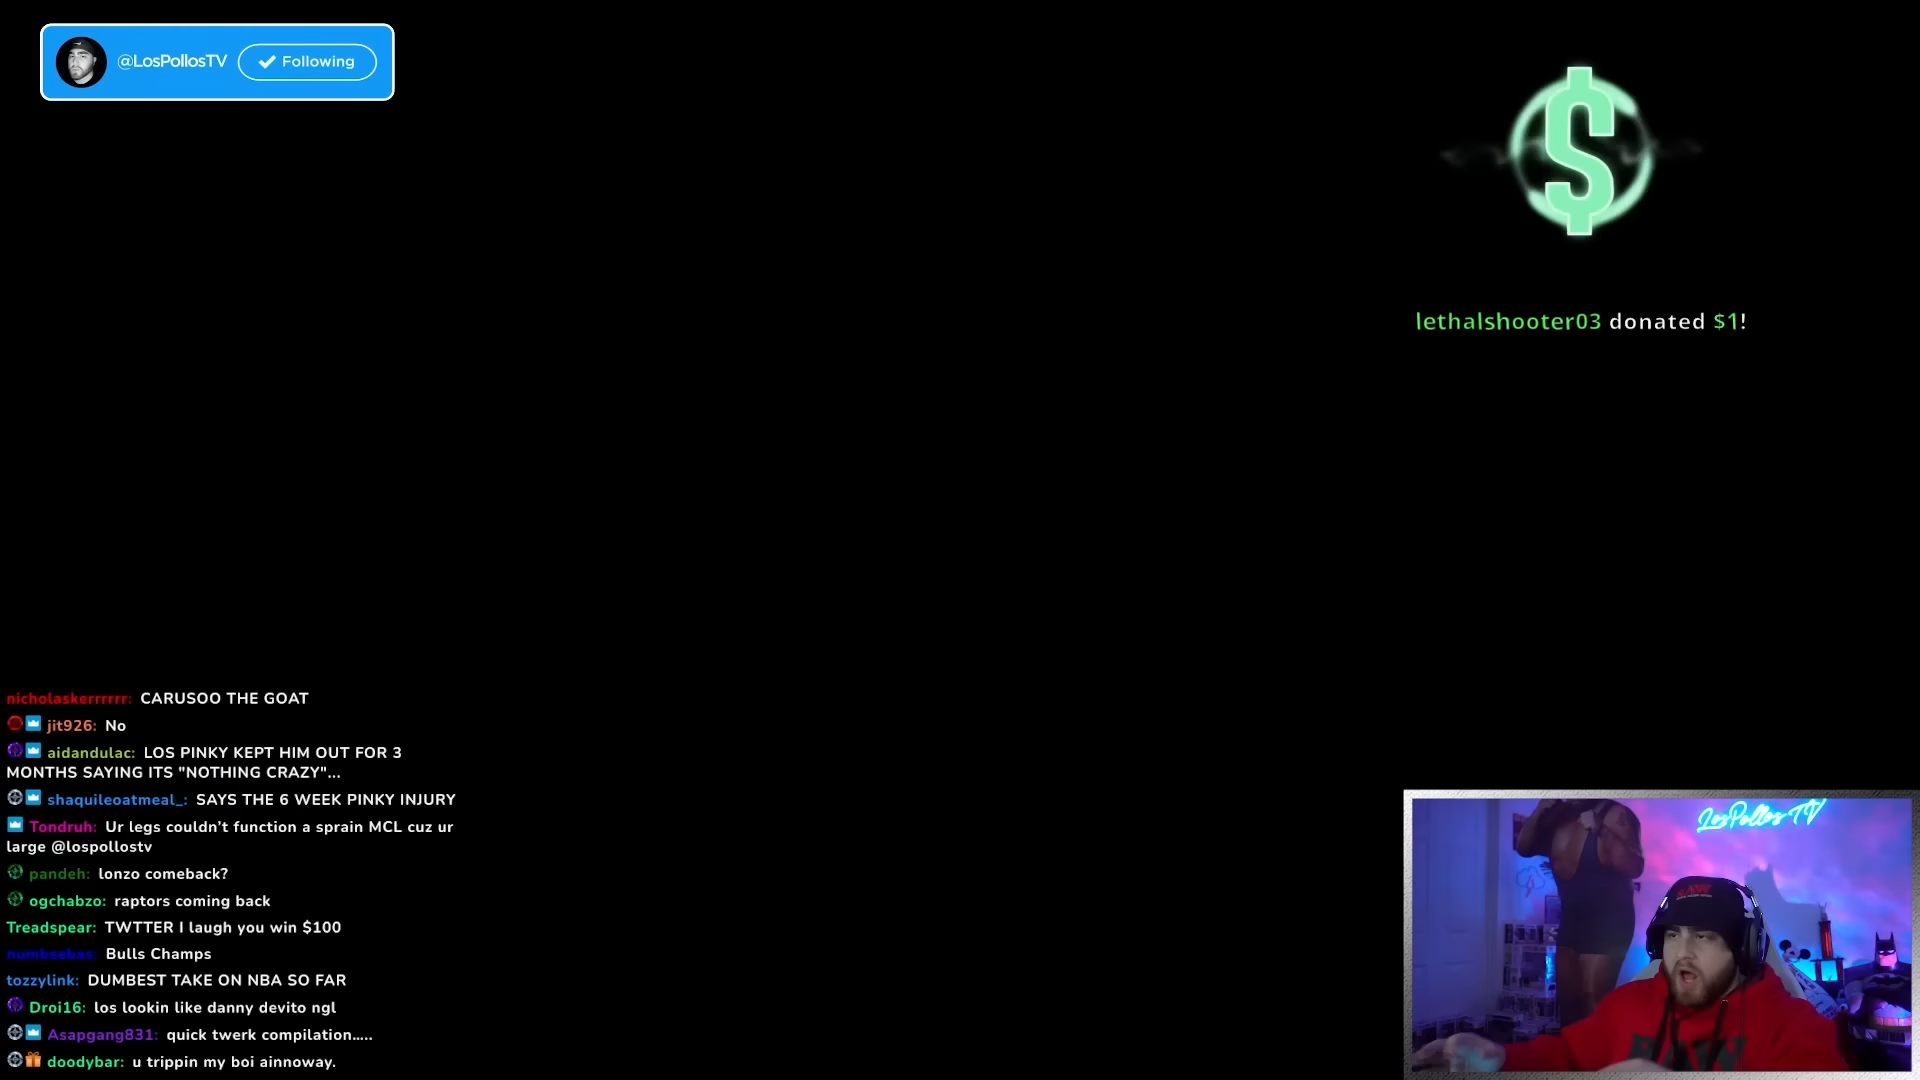 @LosPollosTV Following
lethalshooter03 donated $1!
nicholaskerrrrrr: CARUSOO THE GOAT
jit926: No
aidandulac: LOS PINKY KEPT HIM OUT FOR 3
MONTHS SAYING ITS "NOTHING CRAZY"...
shaquileoatmeal_: SAYS THE 6 WEEK PINKY INJURY
Tondruh: Ur legs couldn't function a sprain MCL cuz ur
large @lospollostv
pandeh: lonzo comeback?
ogchabzo: raptors coming back
Treadspear: TWTTER I laugh you win $100
Bulls Champs
tozzylink: DUMBEST TAKE ON NBA SO FAR
Droi16: los lookin like danny devito ngl
Asapgang831: quick twerk compilation.....
doodybar: u trippin my boi ainnoway.
LosPollos TV
RAW
RAW